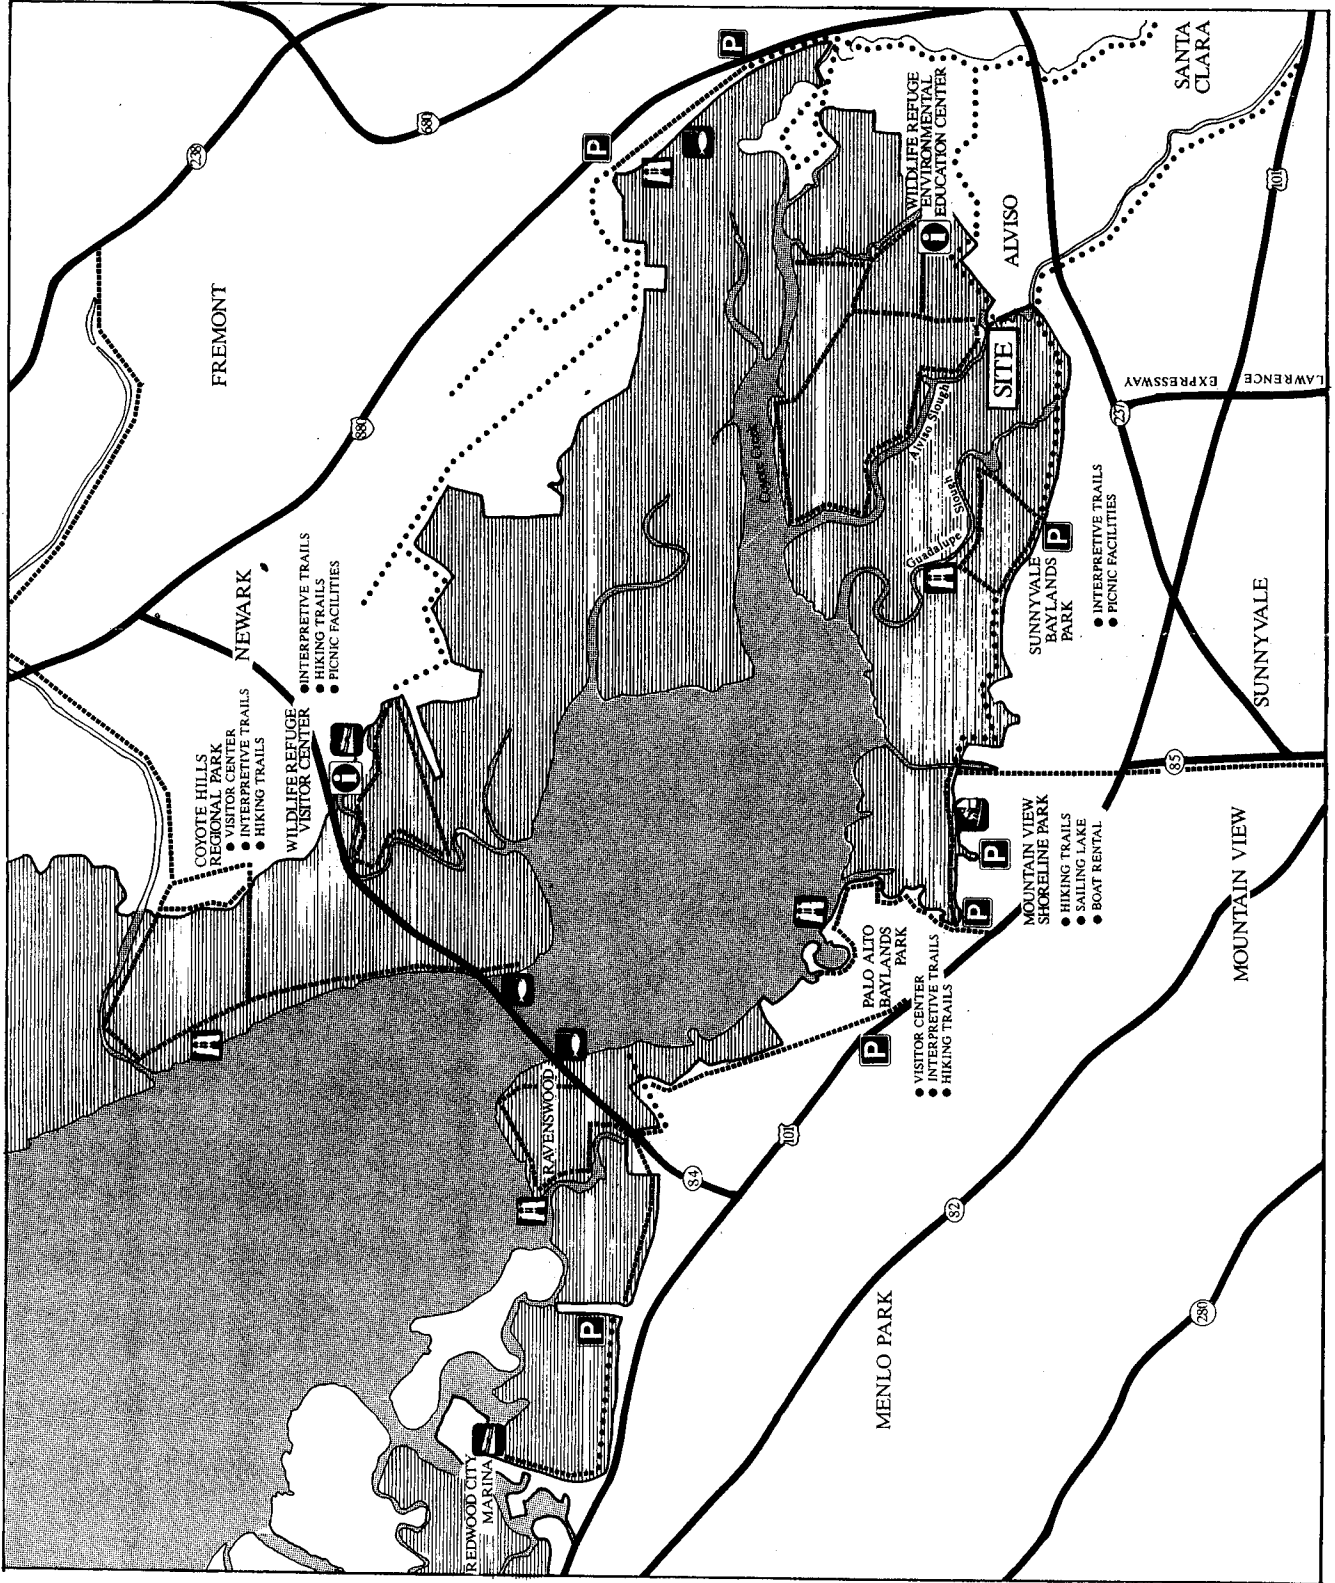 SANTA
CLARA
680
238
P
P
WILDLIFE REFUGE
ENVIRONMENTAL
EDUCATION CENTER
i
ALVISO
101
FREMONT
880
SITE
LAWRENCE EXPRESSWAY
237
Alviso Slough
Guadalupe Slough
Coyote Creek
SUNNYVALE
BAYLANDS
PARK
P
● INTERPRETIVE TRAILS
● PICNIC FACILITIES
SUNNYVALE
NEWARK
● INTERPRETIVE TRAILS
● HIKING TRAILS
● PICNIC FACILITIES
WILDLIFE REFUGE
VISITOR CENTER
i
COYOTE HILLS
REGIONAL PARK
● VISITOR CENTER
● INTERPRETIVE TRAILS
● HIKING TRAILS
85
MOUNTAIN VIEW
SHORELINE PARK
● HIKING TRAILS
● SAILING LAKE
● BOAT RENTAL
P
P
MOUNTAIN VIEW
PALO ALTO
BAYLANDS
PARK
● VISITOR CENTER
● INTERPRETIVE TRAILS
● HIKING TRAILS
P
RAVENSWOOD
84
101
82
280
MENLO PARK
P
REDWOOD CITY
MARINA